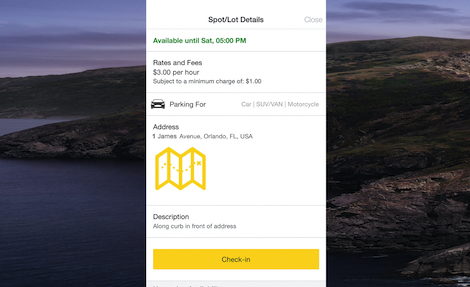 Spot/Lot Details Close
Available until Sat, 05:00 PM
Rates and Fees
$3.00 per hour
Subject to a minimum charge of: $1.00
Parking For Car | SUV/VAN | Motorcycle
Address
1 James Avenue, Orlando, FL, USA
Description
Along curb in front of address
Check-in